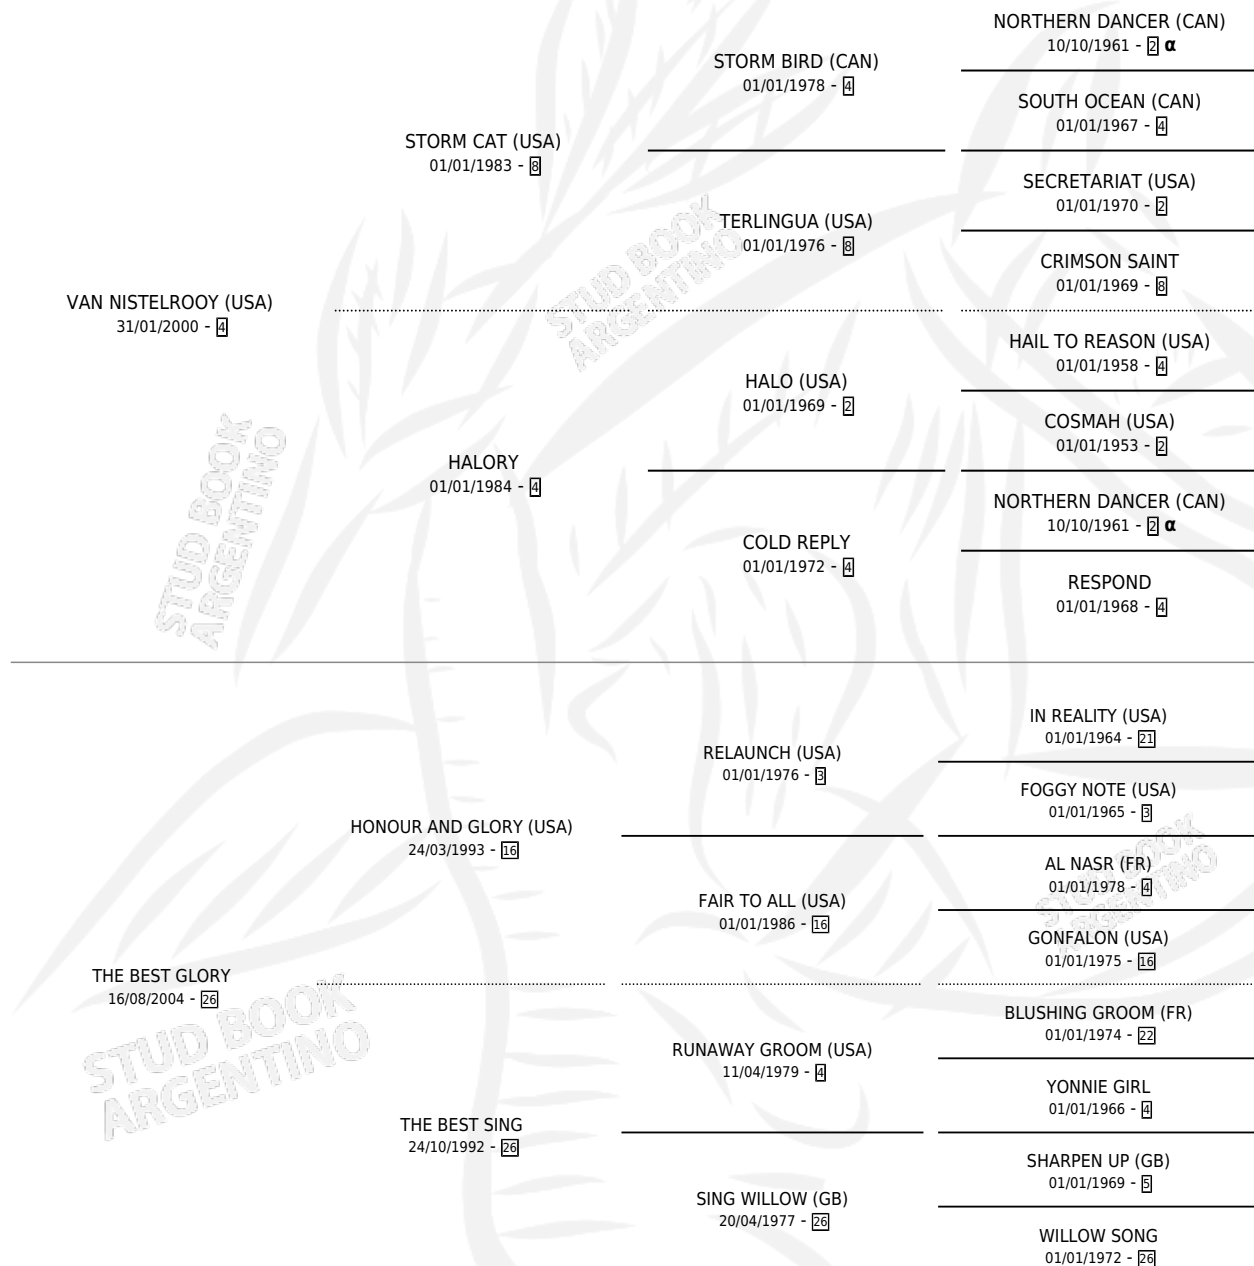 NORTHERN DANCER (CAN)
10/10/1961 - 2 α
STORM BIRD (CAN)
01/01/1978 - 4
SOUTH OCEAN (CAN)
01/01/1967 - 4
STORM CAT (USA)
01/01/1983 - 8
SECRETARIAT (USA)
01/01/1970 - 2
TERLINGUA (USA)
01/01/1976 - 8
CRIMSON SAINT
01/01/1969 - 8
VAN NISTELROOY (USA)
31/01/2000 - 4
STUD BOOK
ARGENTINO
HAIL TO REASON (USA)
01/01/1958 - 4
HALO (USA)
01/01/1969 - 2
COSMAH (USA)
01/01/1953 - 2
HALORY
01/01/1984 - 4
NORTHERN DANCER (CAN)
10/10/1961 - 2 α
COLD REPLY
01/01/1972 - 4
RESPOND
01/01/1968 - 4
STUD BOOK
ARGENTINO
IN REALITY (USA)
01/01/1964 - 21
RELAUNCH (USA)
01/01/1976 - 3
FOGGY NOTE (USA)
01/01/1965 - 3
HONOUR AND GLORY (USA)
24/03/1993 - 16
AL NASR (FR)
01/01/1978 - 4
STUD BOOK
ARGENTINO
FAIR TO ALL (USA)
01/01/1986 - 16
GONFALON (USA)
01/01/1975 - 16
THE BEST GLORY
16/08/2004 - 26
STUD BOOK
ARGENTINO
BLUSHING GROOM (FR)
01/01/1974 - 22
RUNAWAY GROOM (USA)
11/04/1979 - 4
YONNIE GIRL
01/01/1966 - 4
THE BEST SING
24/10/1992 - 26
SHARPEN UP (GB)
01/01/1969 - 5
SING WILLOW (GB)
20/04/1977 - 26
WILLOW SONG
01/01/1972 - 26